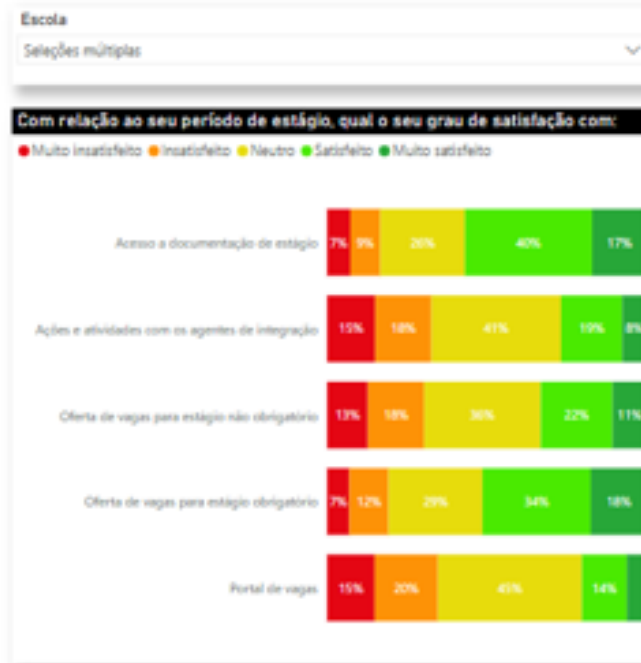 Escola
Seleções múltiplas
Com relação ao seu período de estágio, qual o seu grau de satisfação com:
Muito insatisfeito Insatisfeito Neutro Satisfeito Muito satisfeito
Acesso a documentação de estágio 7% 9% 26% 40% 17%
Ações e atividades com os agentes de integração 15% 18% 41% 19% 8%
Oferta de vagas para estágio não obrigatório 13% 18% 36% 22% 11%
Oferta de vagas para estágio obrigatório 7% 12% 29% 34% 18%
Portal de vagas 15% 20% 45% 14%